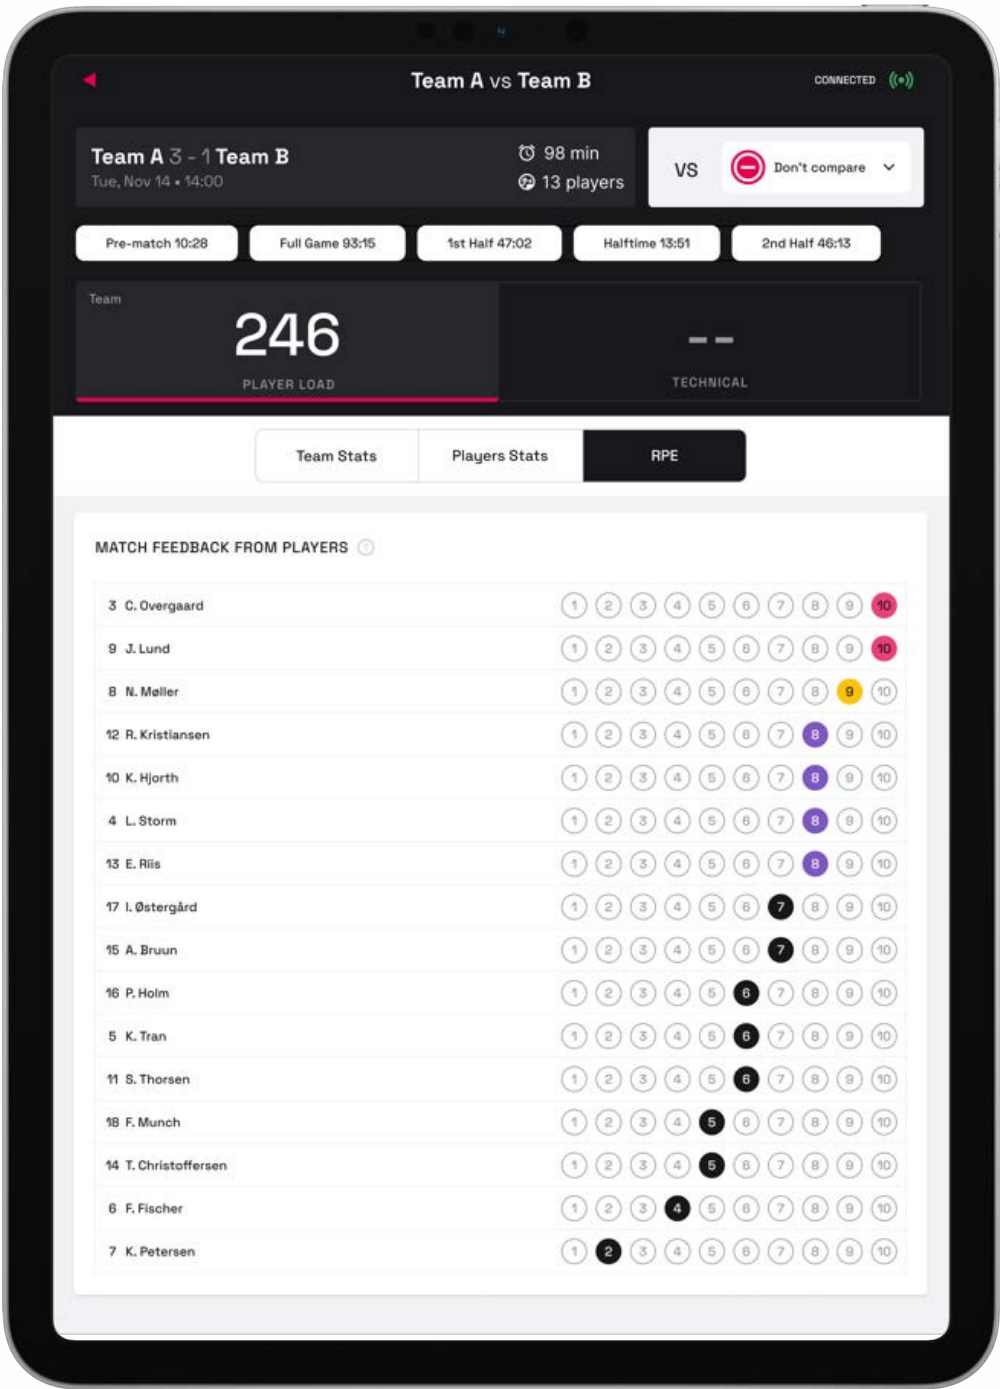 Team A vs Team B
CONNECTED
Team A 3 - 1 Team B
Tue, Nov 14 • 14:00
98 min
13 players
VS
Don't compare
Pre-match 10:28
Full Game 93:15
1st Half 47:02
Halftime 13:51
2nd Half 46:13
Team
246
PLAYER LOAD
--
TECHNICAL
Team Stats
Players Stats
RPE
MATCH FEEDBACK FROM PLAYERS ?
3 C. Overgaard 1 2 3 4 5 6 7 8 9 10
9 J. Lund 1 2 3 4 5 6 7 8 9 10
8 N. Møller 1 2 3 4 5 6 7 8 9 10
12 R. Kristiansen 1 2 3 4 5 6 7 8 9 10
10 K. Hjorth 1 2 3 4 5 6 7 8 9 10
4 L. Storm 1 2 3 4 5 6 7 8 9 10
13 E. Riis 1 2 3 4 5 6 7 8 9 10
17 I. Østergård 1 2 3 4 5 6 7 8 9 10
15 A. Bruun 1 2 3 4 5 6 7 8 9 10
16 P. Holm 1 2 3 4 5 6 7 8 9 10
5 K. Tran 1 2 3 4 5 6 7 8 9 10
11 S. Thorsen 1 2 3 4 5 6 7 8 9 10
18 F. Munch 1 2 3 4 5 6 7 8 9 10
14 T. Christoffersen 1 2 3 4 5 6 7 8 9 10
6 F. Fischer 1 2 3 4 5 6 7 8 9 10
7 K. Petersen 1 2 3 4 5 6 7 8 9 10